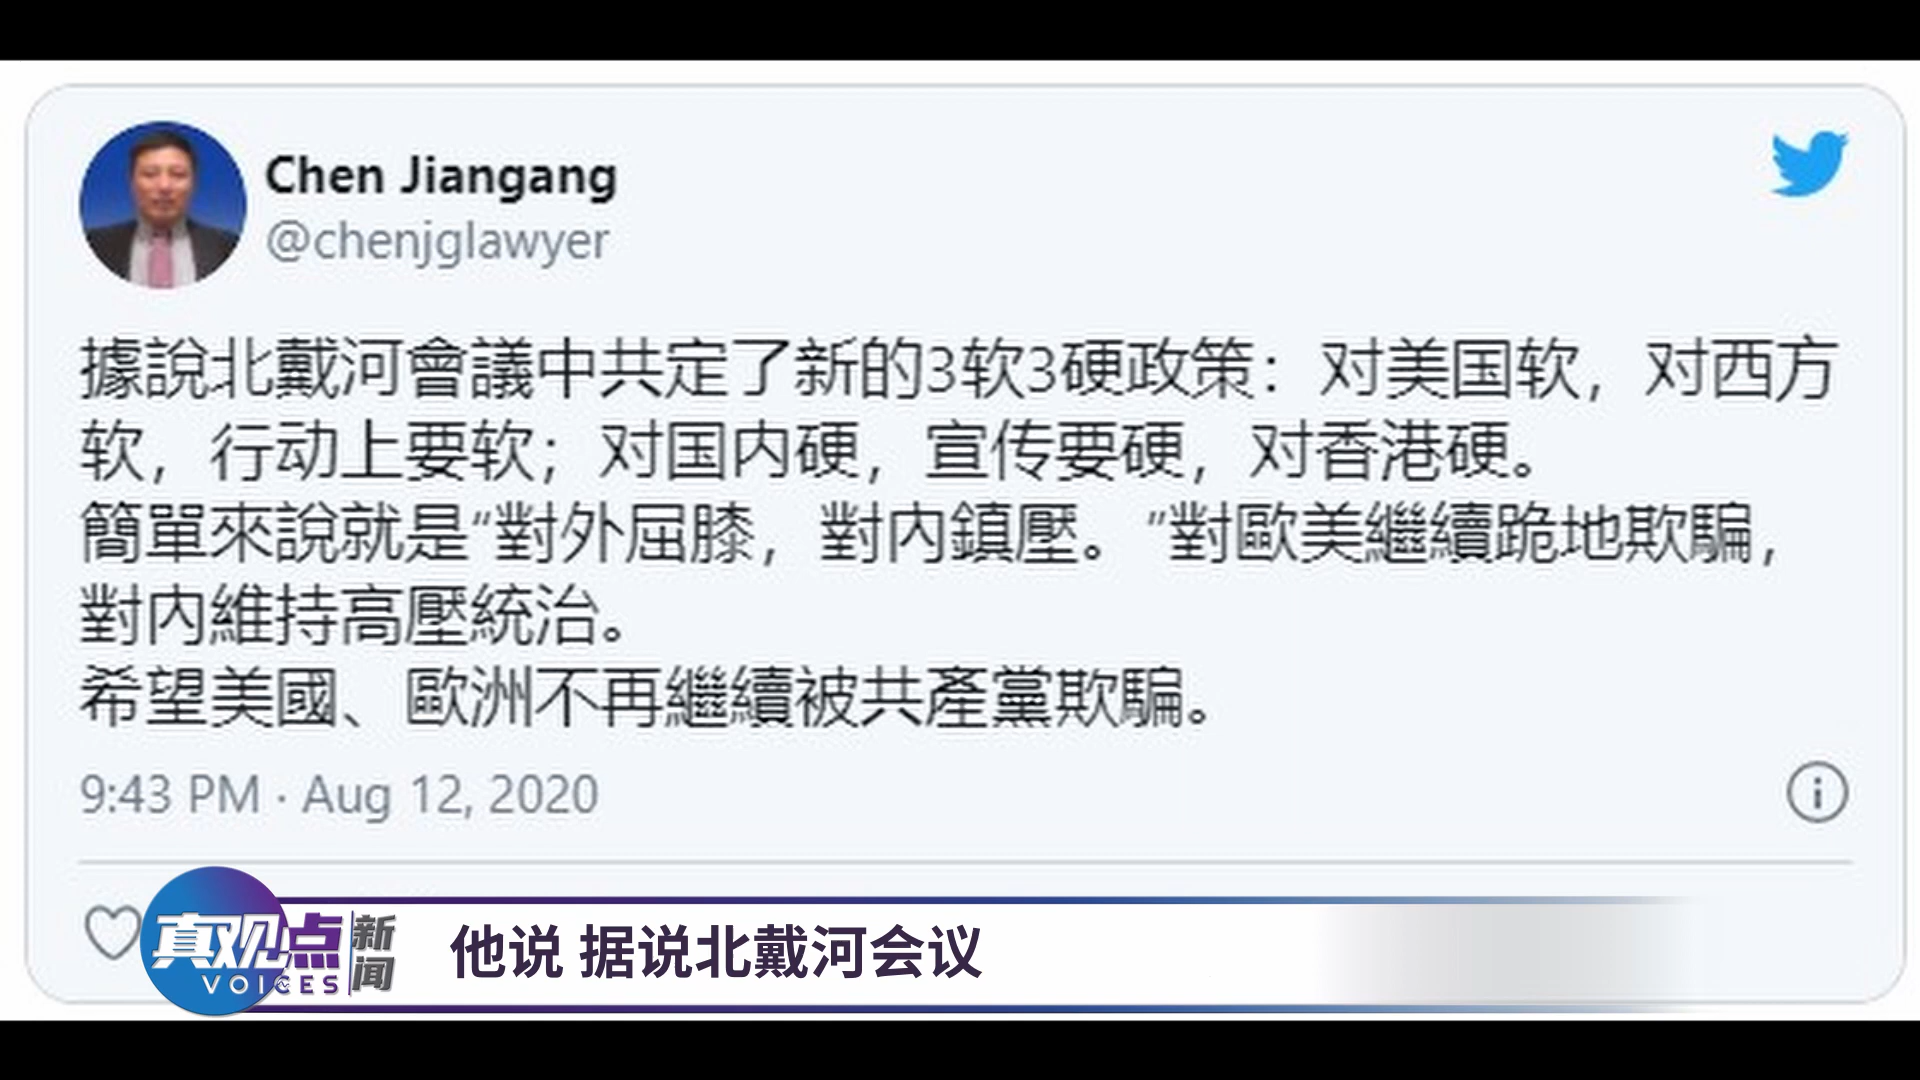 Chen Jiangang
@chenjglawyer
據說北戴河會議中共定了新的3软3硬政策：对美国软，对西方
软，行动上要软；对国内硬，宣传要硬，对香港硬。
簡單來說就是“對外屈膝，對內鎮壓。”對歐美繼續跪地欺騙，
對內維持高壓統治。
希望美國、歐洲不再繼續被共產黨欺騙。
9:43 PM · Aug 12, 2020
真观点 新闻
VOICES
他说 据说北戴河会议